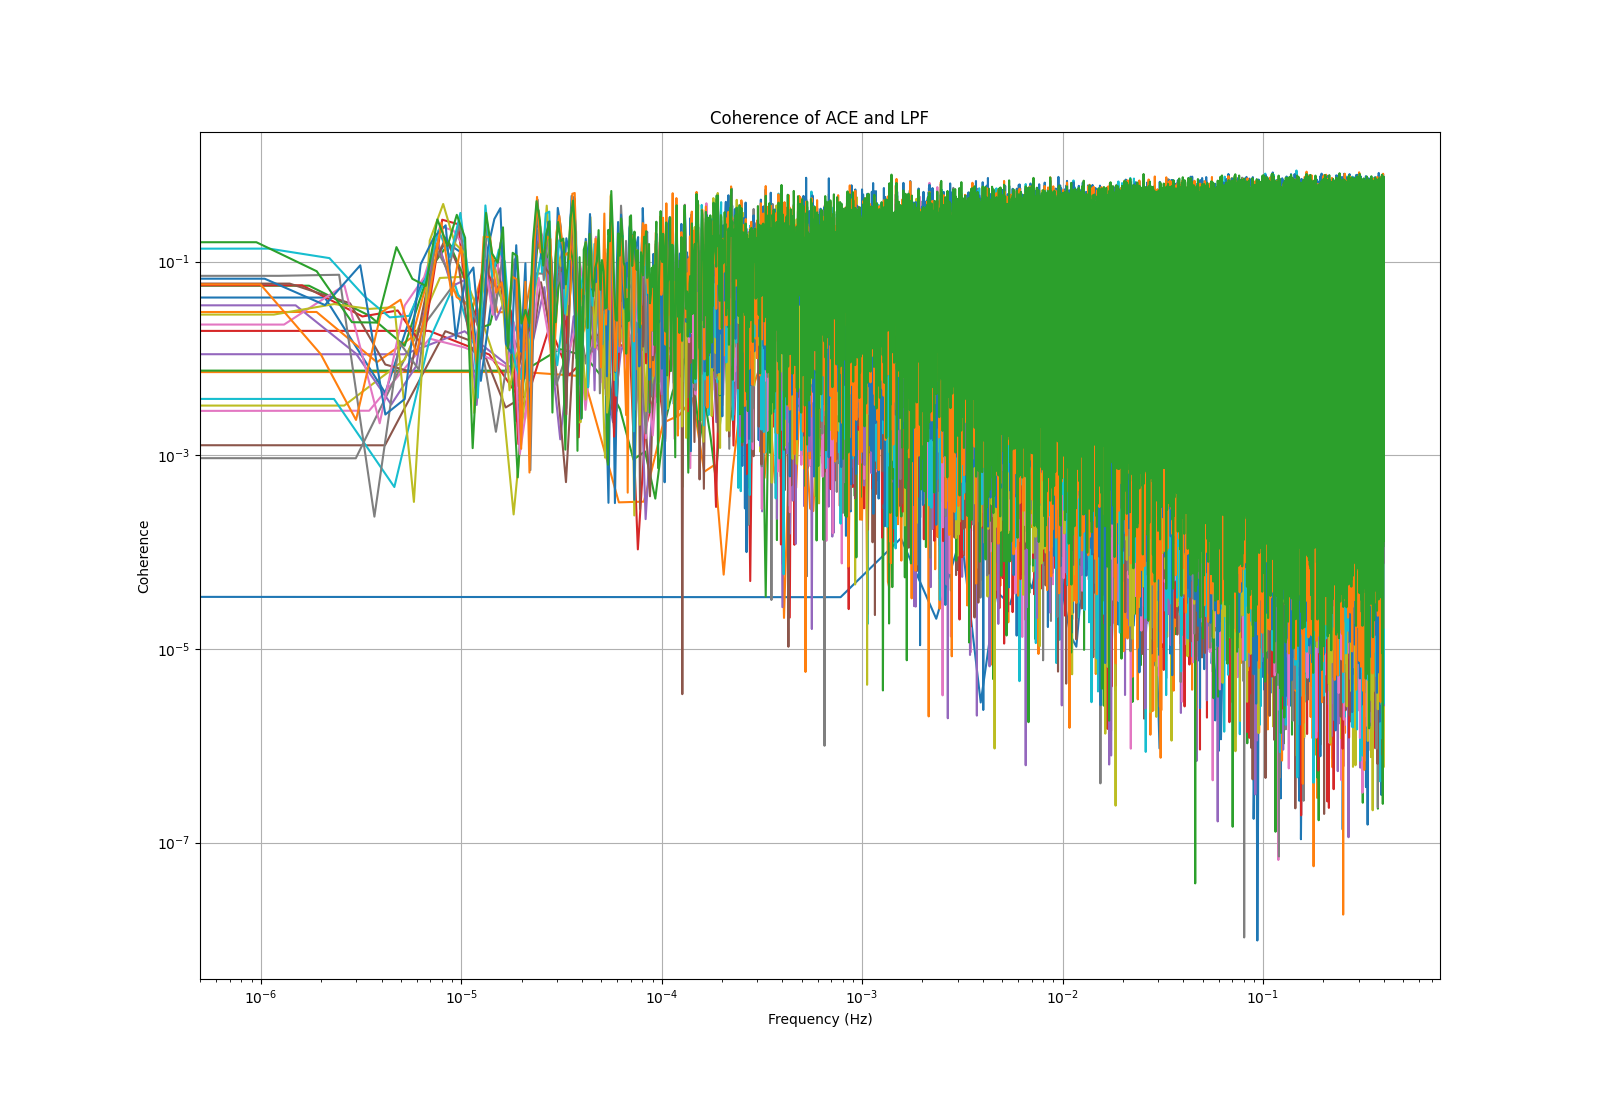 Coherence of ACE and LPF
Coherence
10⁻¹
10⁻³
10⁻⁵
10⁻⁷
10⁻⁶ 10⁻⁵ 10⁻⁴ 10⁻³ 10⁻² 10⁻¹
Frequency (Hz)